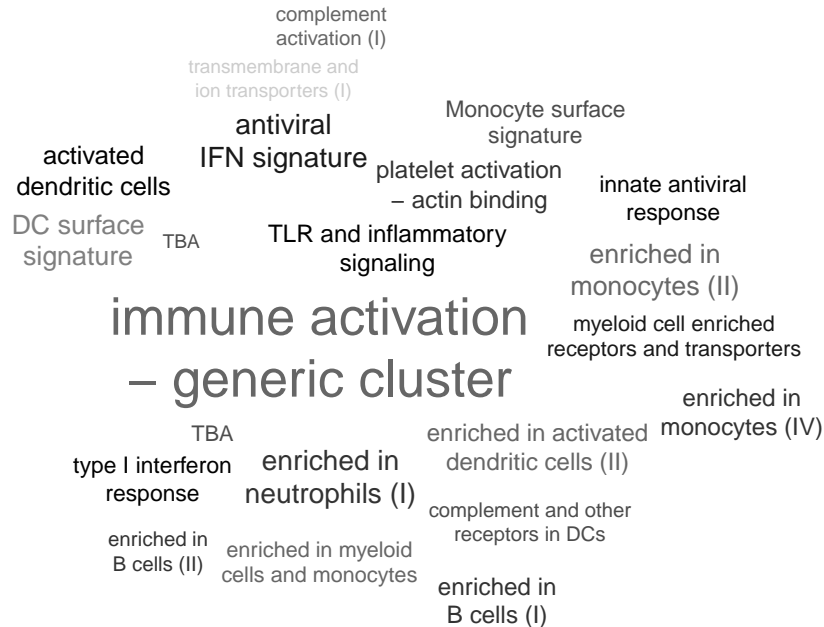 complement
activation (I)
transmembrane and
ion transporters (I)
antiviral
IFN signature
Monocyte surface
signature
activated
dendritic cells
platelet activation
– actin binding
innate antiviral
response
DC surface
signature
TBA
TLR and inflammatory
signaling
enriched in
monocytes (II)
immune activation
– generic cluster
myeloid cell enriched
receptors and transporters
enriched in
monocytes (IV)
TBA
enriched in activated
dendritic cells (II)
type I interferon
response
enriched in
neutrophils (I)
complement and other
receptors in DCs
enriched in
B cells (II)
enriched in myeloid
cells and monocytes
enriched in
B cells (I)